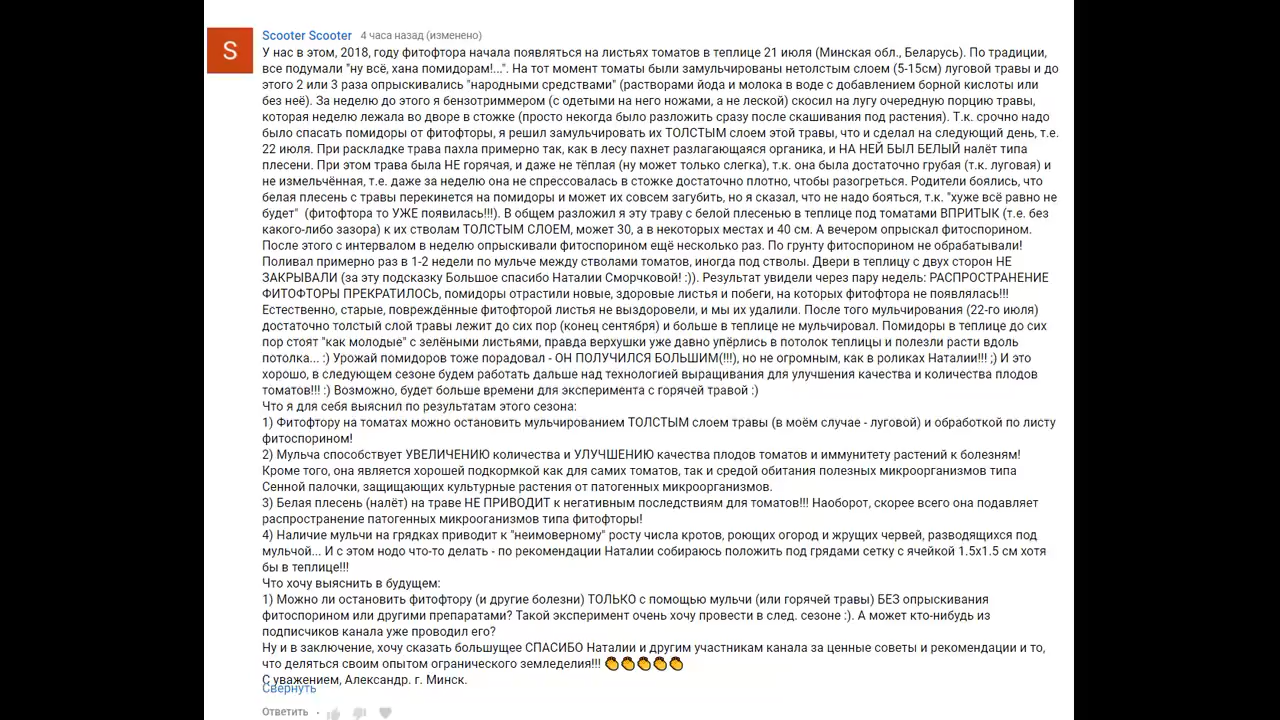 S
Scooter Scooter 4 часа назад (изменено)
У нас в этом, 2018, году фитофтора начала появляться на листьях томатов в теплице 21 июля (Минская обл., Беларусь). По традиции,
все подумали "ну всё, хана помидорам!...". На тот момент томаты были замульчированы нетолстым слоем (5-15см) луговой травы и до
этого 2 или 3 раза опрыскивались "народными средствами" (растворами йода и молока в воде с добавлением борной кислоты или
без неё). За неделю до этого я бензотриммером (с одетыми на него ножами, а не леской) скосил на лугу очередную порцию травы,
которая неделю лежала во дворе в стожке (просто некогда было разложить сразу после скашивания под растения). Т.к. срочно надо
было спасать помидоры от фитофторы, я решил замульчировать их ТОЛСТЫМ слоем этой травы, что и сделал на следующий день, т.е.
22 июля. При раскладке трава пахла примерно так, как в лесу пахнет разлагающаяся органика, и НА НЕЙ БЫЛ БЕЛЫЙ налёт типа
плесени. При этом трава была НЕ горячая, и даже не тёплая (ну может только слегка), т.к. она была достаточно грубая (т.к. луговая) и
не измельчённая, т.е. даже за неделю она не спрессовалась в стожке достаточно плотно, чтобы разогреться. Родители боялись, что
белая плесень с травы перекинется на помидоры и может их совсем загубить, но я сказал, что не надо бояться, т.к. "хуже всё равно не
будет" (фитофтора то УЖЕ появилась!!!). В общем разложил я эту траву с белой плесенью в теплице под томатами ВПРИТЫК (т.е. без
какого-либо зазора) к их стволам ТОЛСТЫМ СЛОЕМ, может 30, а в некоторых местах и 40 см. А вечером опрыскал фитоспорином.
После этого с интервалом в неделю опрыскивали фитоспорином ещё несколько раз. По грунту фитоспорином не обрабатывали!
Поливал примерно раз в 1-2 недели по мульче между стволами томатов, иногда под стволы. Двери в теплицу с двух сторон НЕ
ЗАКРЫВАЛИ (за эту подсказку Большое спасибо Наталии Сморчковой! :)). Результат увидели через пару недель: РАСПРОСТРАНЕНИЕ
ФИТОФТОРЫ ПРЕКРАТИЛОСЬ, помидоры отрастили новые, здоровые листья и побеги, на которых фитофтора не появлялась!!!
Естественно, старые, повреждённые фитофторой листья не выздоровели, и мы их удалили. После того мульчирования (22-го июля)
достаточно толстый слой травы лежит до сих пор (конец сентября) и больше в теплице не мульчировал. Помидоры в теплице до сих
пор стоят "как молодые" с зелёными листьями, правда верхушки уже давно упёрлись в потолок теплицы и полезли расти вдоль
потолка... :) Урожай помидоров тоже порадовал - ОН ПОЛУЧИЛСЯ БОЛЬШИМ(!!!), но не огромным, как в роликах Наталии!!! ;) И это
хорошо, в следующем сезоне будем работать дальше над технологией выращивания для улучшения качества и количества плодов
томатов!!! :) Возможно, будет больше времени для эксперимента с горячей травой :)
Что я для себя выяснил по результатам этого сезона:
1) Фитофтору на томатах можно остановить мульчированием ТОЛСТЫМ слоем травы (в моём случае - луговой) и обработкой по листу
фитоспорином!
2) Мульча способствует УВЕЛИЧЕНИЮ количества и УЛУЧШЕНИЮ качества плодов томатов и иммунитету растений к болезням!
Кроме того, она является хорошей подкормкой как для самих томатов, так и средой обитания полезных микроорганизмов типа
Сенной палочки, защищающих культурные растения от патогенных микроорганизмов.
3) Белая плесень (налёт) на траве НЕ ПРИВОДИТ к негативным последствиям для томатов!!! Наоборот, скорее всего она подавляет
распространение патогенных микрооганизмов типа фитофторы!
4) Наличие мульчи на грядках приводит к "неимоверному" росту числа кротов, роющих огород и жрущих червей, разводящихся под
мульчой... И с этом нодо что-то делать - по рекомендации Наталии собираюсь положить под грядами сетку с ячейкой 1.5х1.5 см хотя
бы в теплице!!!
Что хочу выяснить в будущем:
1) Можно ли остановить фитофтору (и другие болезни) ТОЛЬКО с помощью мульчи (или горячей травы) БЕЗ опрыскивания
фитоспорином или другими препаратами? Такой эксперимент очень хочу провести в след. сезоне :). А может кто-нибудь из
подписчиков канала уже проводил его?
Ну и в заключение, хочу сказать большущее СПАСИБО Наталии и другим участникам канала за ценные советы и рекомендации и то,
что деляться своим опытом огранического земледелия!!! 👏👏👏👏👏
С уважением, Александр. г. Минск.
Свернуть
Ответить ·